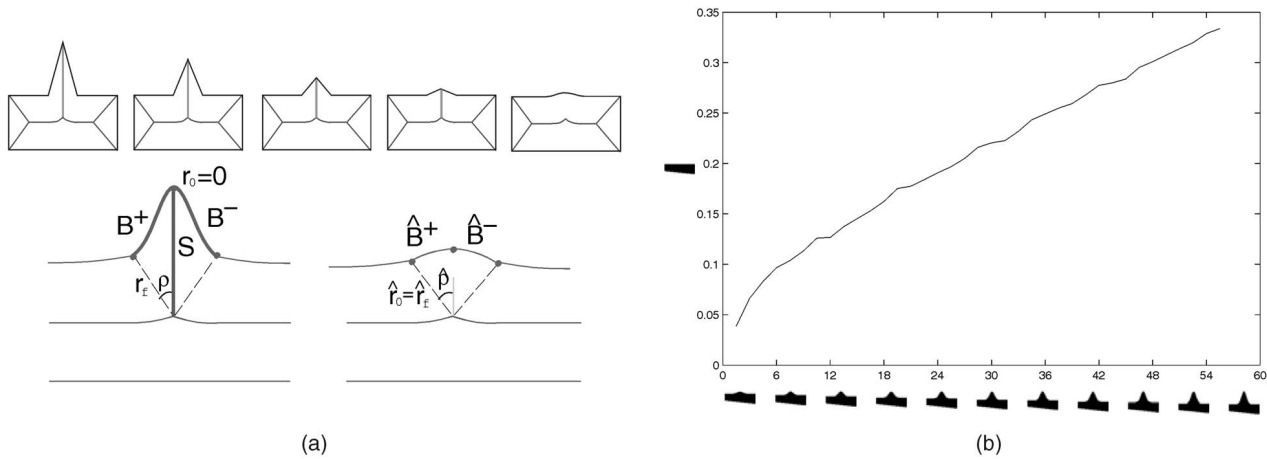 r₀=0
B⁺ B⁻
S
r_f ρ
B̂⁺ B̂⁻
r̂₀=r̂_f ρ̂
(a)
0.35
0.3
0.25
0.2
0.15
0.1
0.05
0
0 6 12 18 24 30 36 42 48 54 60
(b)